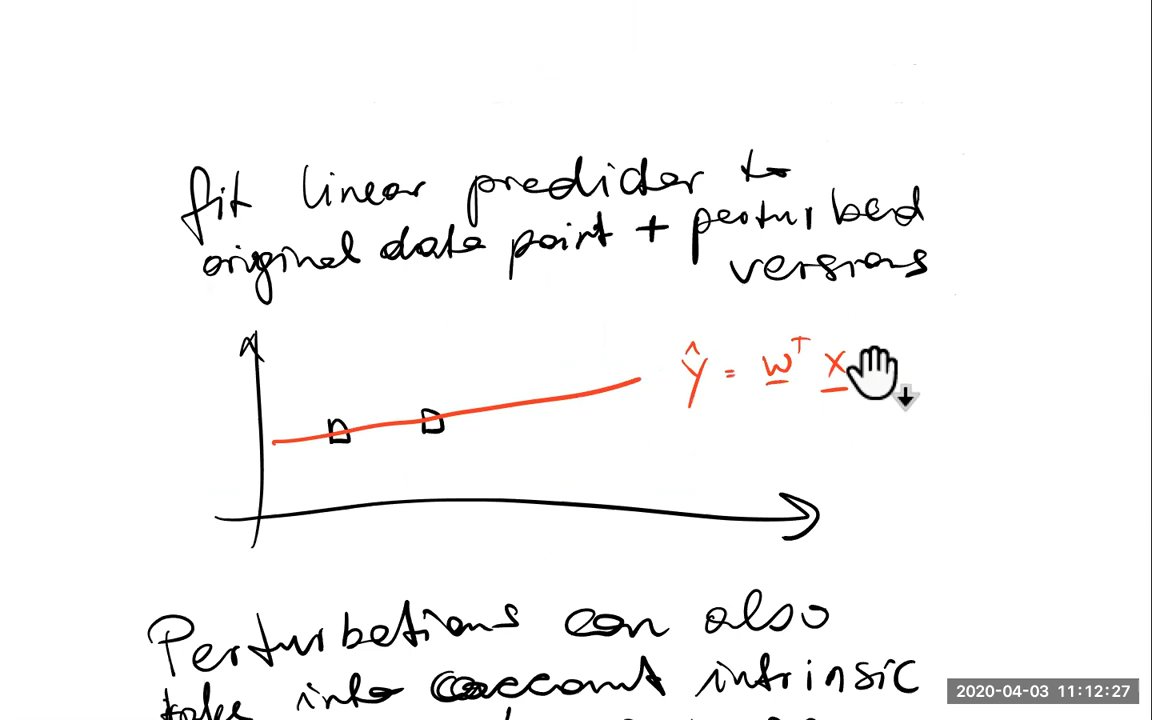 fit linear predictor to
original data point + perturbed
versions
ŷ = w^T x
Perturbations can also
take into account intrinsic
2020-04-03 11:12:27